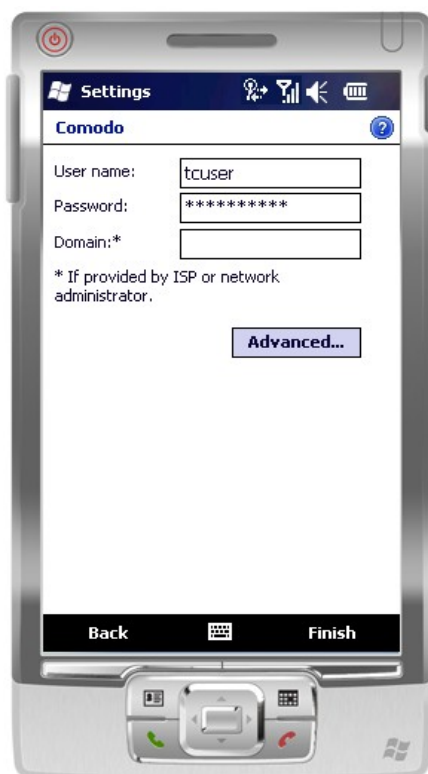 Settings
Comodo
User name: tcuser
Password: **********
Domain:*
* If provided by ISP or network
administrator.
Advanced...
Back Finish